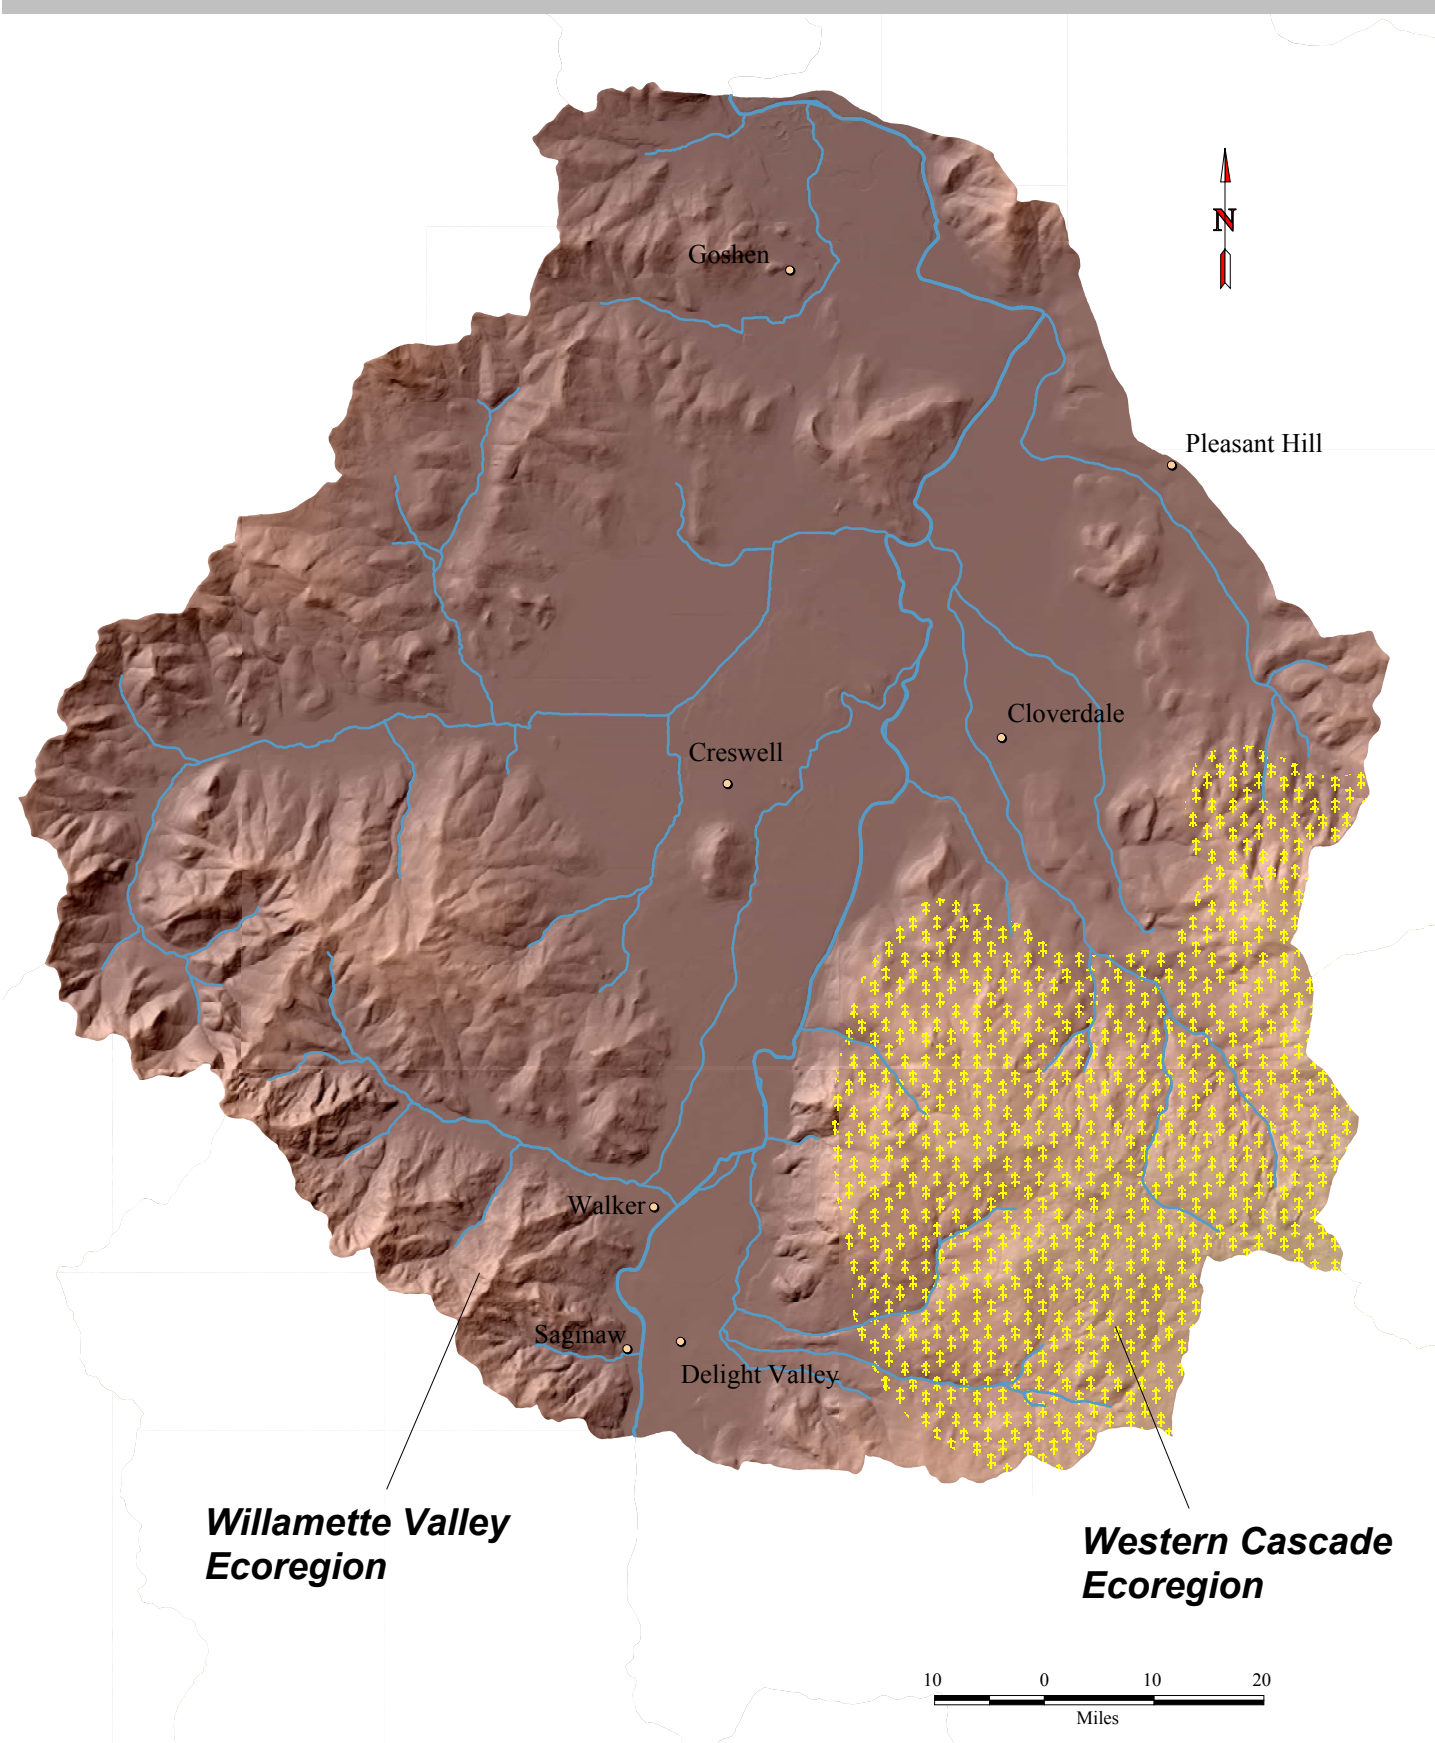 N
Goshen
Pleasant Hill
Cloverdale
Creswell
Walker
Saginaw
Delight Valley
Willamette Valley
Ecoregion
Western Cascade
Ecoregion
10 0 10 20
Miles